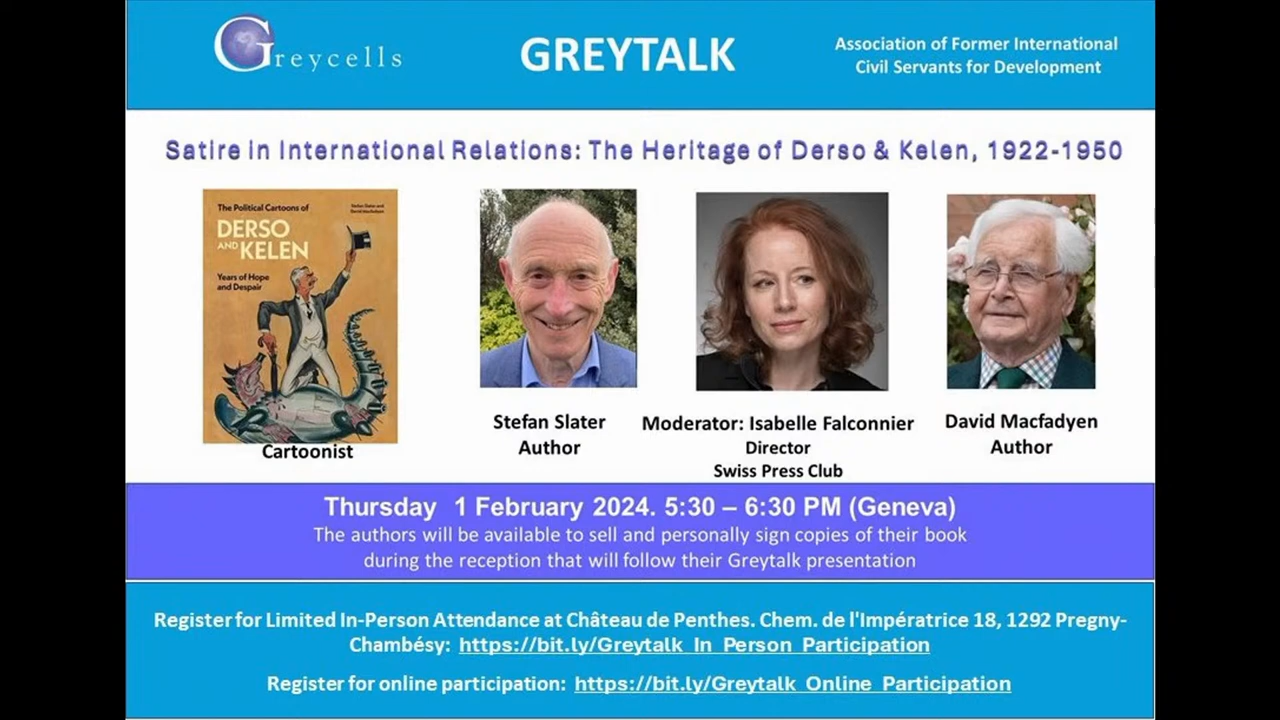 Greycells
GREYTALK
Association of Former International
Civil Servants for Development
Satire in International Relations: The Heritage of Derso & Kelen, 1922-1950
The Political Cartoons of
Stefan Slater and
David Macfadyen
DERSO
AND KELEN
Years of Hope
and Despair
Cartoonist
Stefan Slater
Author
Moderator: Isabelle Falconnier
Director
Swiss Press Club
David Macfadyen
Author
Thursday 1 February 2024. 5:30 – 6:30 PM (Geneva)
The authors will be available to sell and personally sign copies of their book
during the reception that will follow their Greytalk presentation
Register for Limited In-Person Attendance at Château de Penthes. Chem. de l'Impératrice 18, 1292 Pregny-
Chambésy: https://bit.ly/Greytalk_In_Person_Participation
Register for online participation: https://bit.ly/Greytalk_Online_Participation